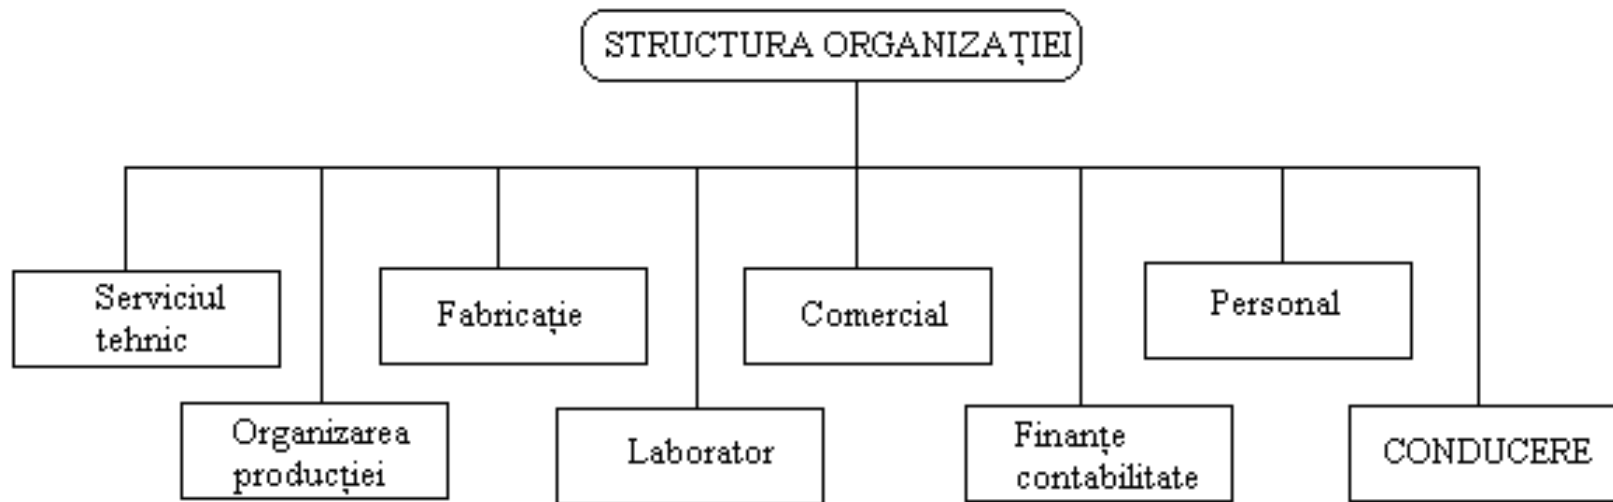 STRUCTURA ORGANIZAȚIEI
Serviciul
tehnic
Organizarea
producției
Fabricație
Laborator
Comercial
Finanțe
contabilitate
Personal
CONDUCERE